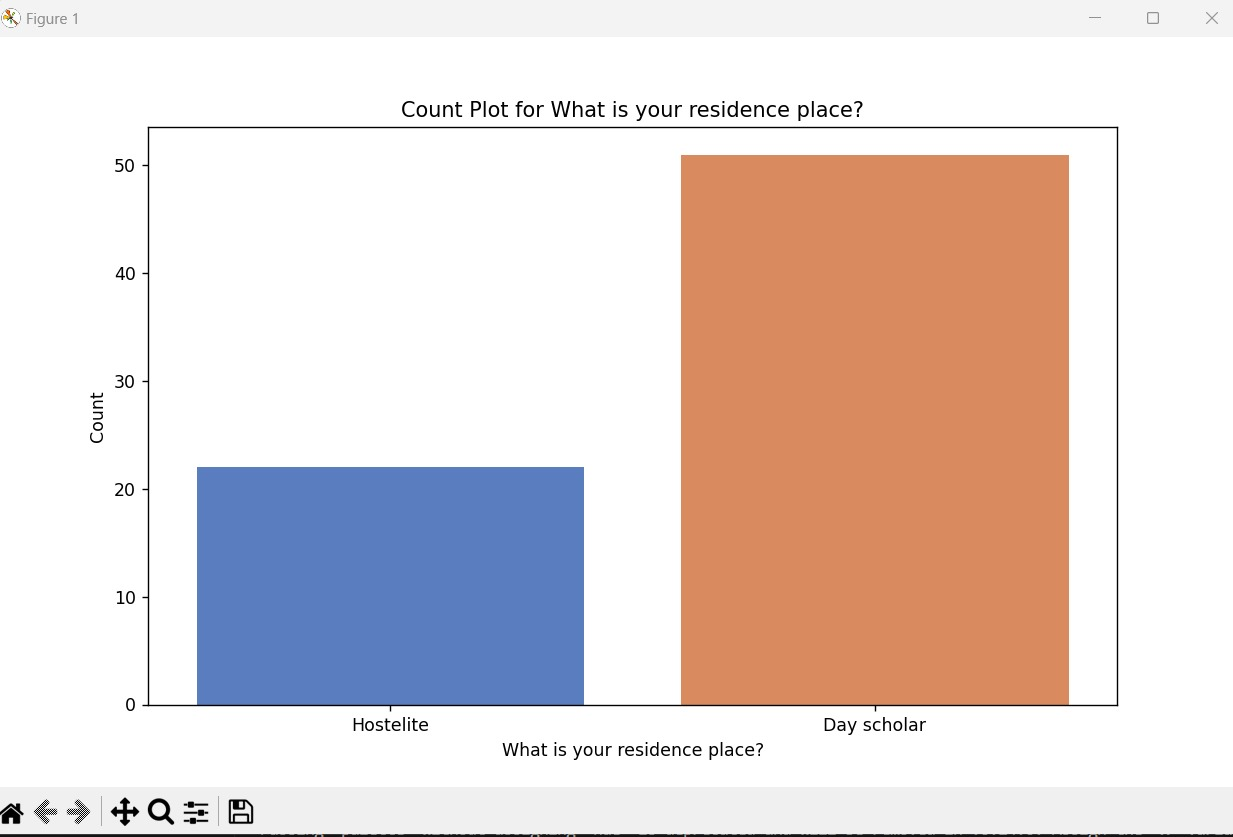 Figure 1
Count Plot for What is your residence place?
50
40
30
20
10
0
Count
Hostelite
Day scholar
What is your residence place?